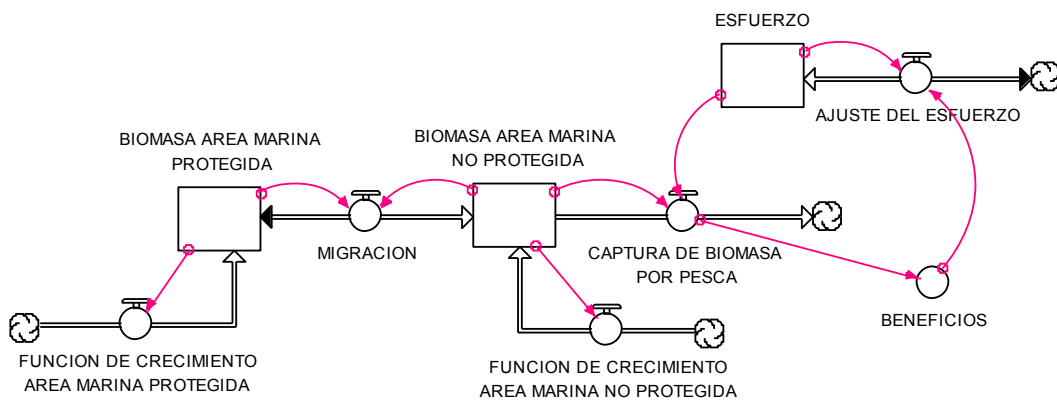 ESFUERZO
AJUSTE DEL ESFUERZO
BIOMASA AREA MARINA
PROTEGIDA
BIOMASA AREA MARINA
NO PROTEGIDA
MIGRACION
CAPTURA DE BIOMASA
POR PESCA
BENEFICIOS
FUNCION DE CRECIMIENTO
AREA MARINA PROTEGIDA
FUNCION DE CRECIMIENTO
AREA MARINA NO PROTEGIDA